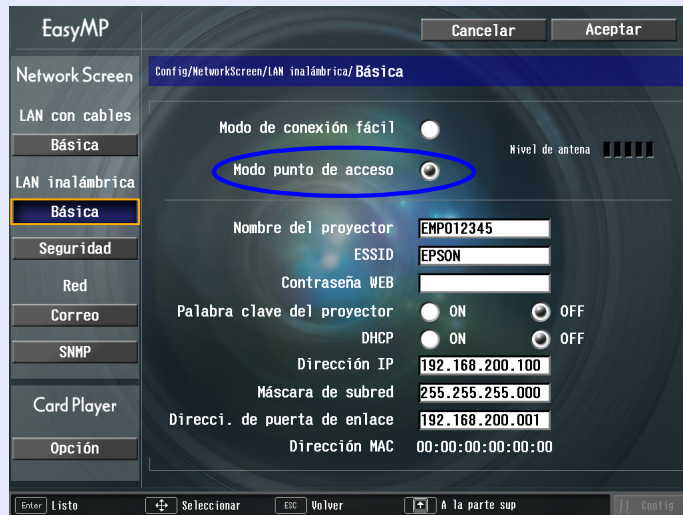 EasyMP
Cancelar
Aceptar
Network Screen
Config/NetworkScreen/LAN inalámbrica/Básica
LAN con cables
Básica
LAN inalámbrica
Básica
Seguridad
Red
Correo
SNMP
Card Player
Opción
Modo de conexión fácil
Nivel de antena
Modo punto de acceso
Nombre del proyector EMP012345
ESSID EPSON
Contraseña WEB
Palabra clave del proyector ON OFF
DHCP ON OFF
Dirección IP 192.168.200.100
Máscara de subred 255.255.255.000
Direcci. de puerta de enlace 192.168.200.001
Dirección MAC 00:00:00:00:00:00
Enter Listo Seleccionar ESC Volver A la parte sup Config